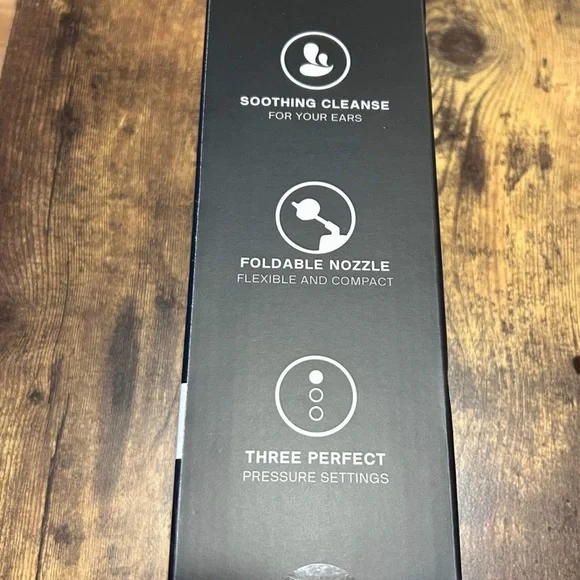 SOOTHING CLEANSE
FOR YOUR EARS
FOLDABLE NOZZLE
FLEXIBLE AND COMPACT
THREE PERFECT
PRESSURE SETTINGS